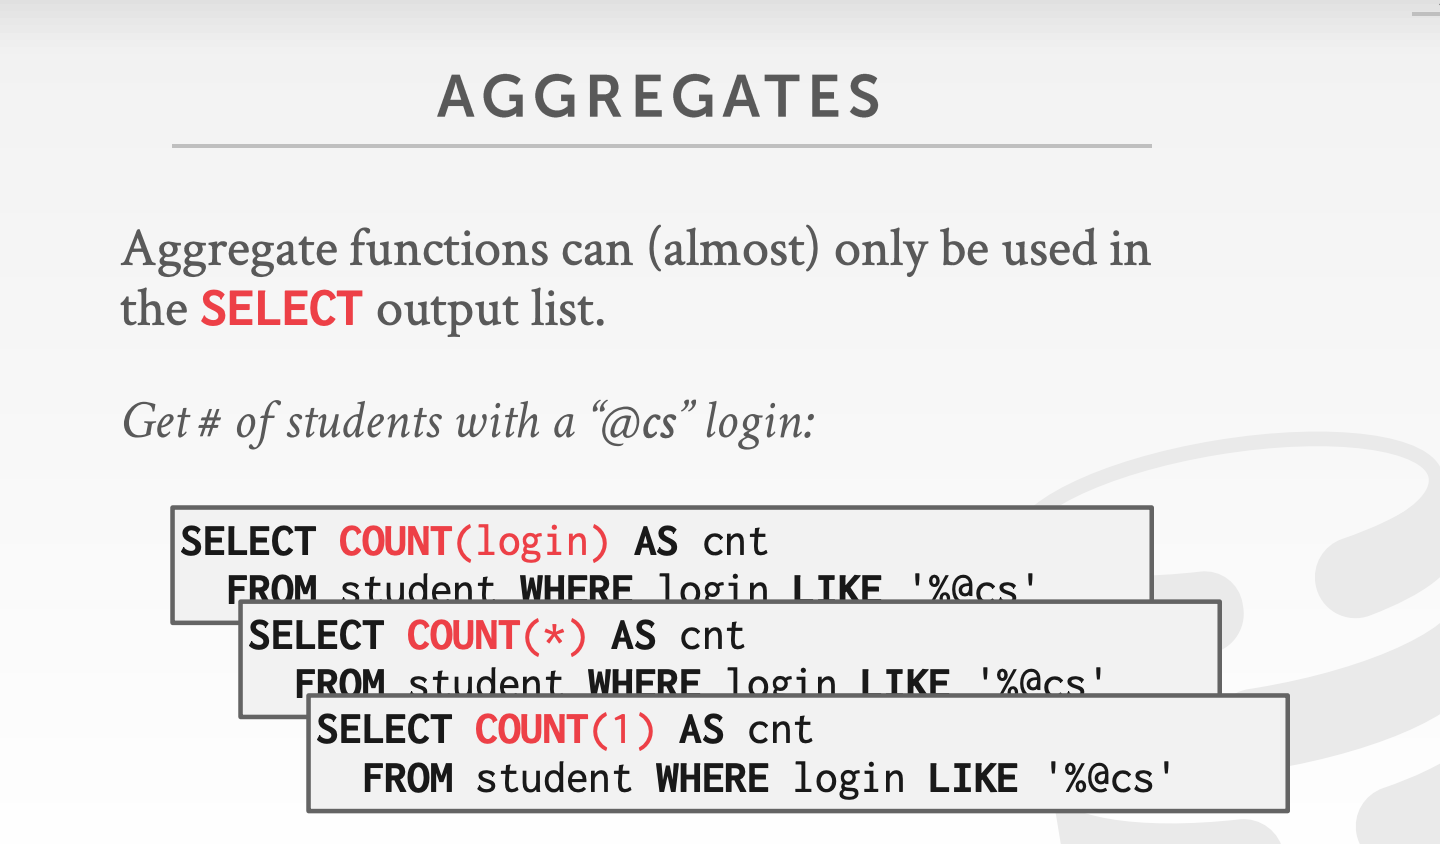 AGGREGATES
Aggregate functions can (almost) only be used in
the SELECT output list.
Get # of students with a “@cs” login:
SELECT COUNT(login) AS cnt
FROM student WHERE login LIKE '%@cs'
SELECT COUNT(*) AS cnt
FROM student WHERE login LIKE '%@cs'
SELECT COUNT(1) AS cnt
FROM student WHERE login LIKE '%@cs'